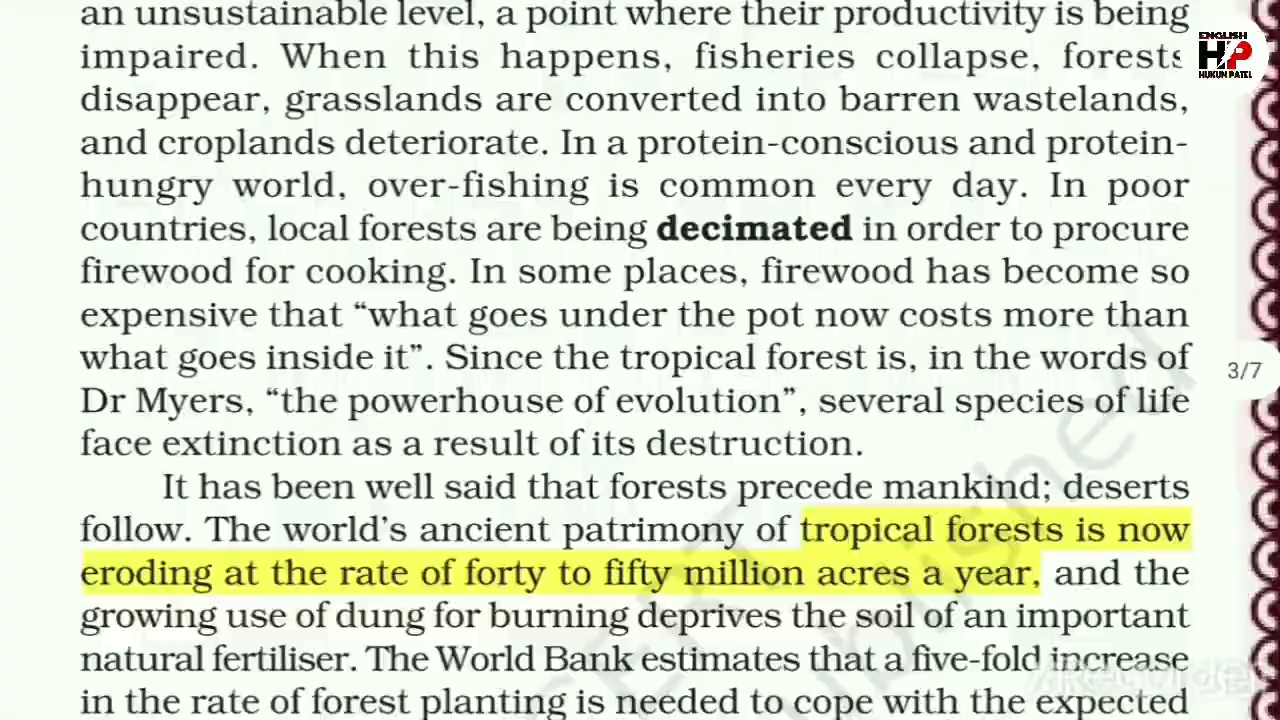 an unsustainable level, a point where their productivity is being
impaired. When this happens, fisheries collapse, forests
disappear, grasslands are converted into barren wastelands,
and croplands deteriorate. In a protein-conscious and protein-
hungry world, over-fishing is common every day. In poor
countries, local forests are being decimated in order to procure
firewood for cooking. In some places, firewood has become so
expensive that “what goes under the pot now costs more than
what goes inside it”. Since the tropical forest is, in the words of
Dr Myers, “the powerhouse of evolution”, several species of life
face extinction as a result of its destruction.
It has been well said that forests precede mankind; deserts
follow. The world’s ancient patrimony of tropical forests is now
eroding at the rate of forty to fifty million acres a year, and the
growing use of dung for burning deprives the soil of an important
natural fertiliser. The World Bank estimates that a five-fold increase
in the rate of forest planting is needed to cope with the expected
ENGLISH
HP
HUKUN PATEL
3/7